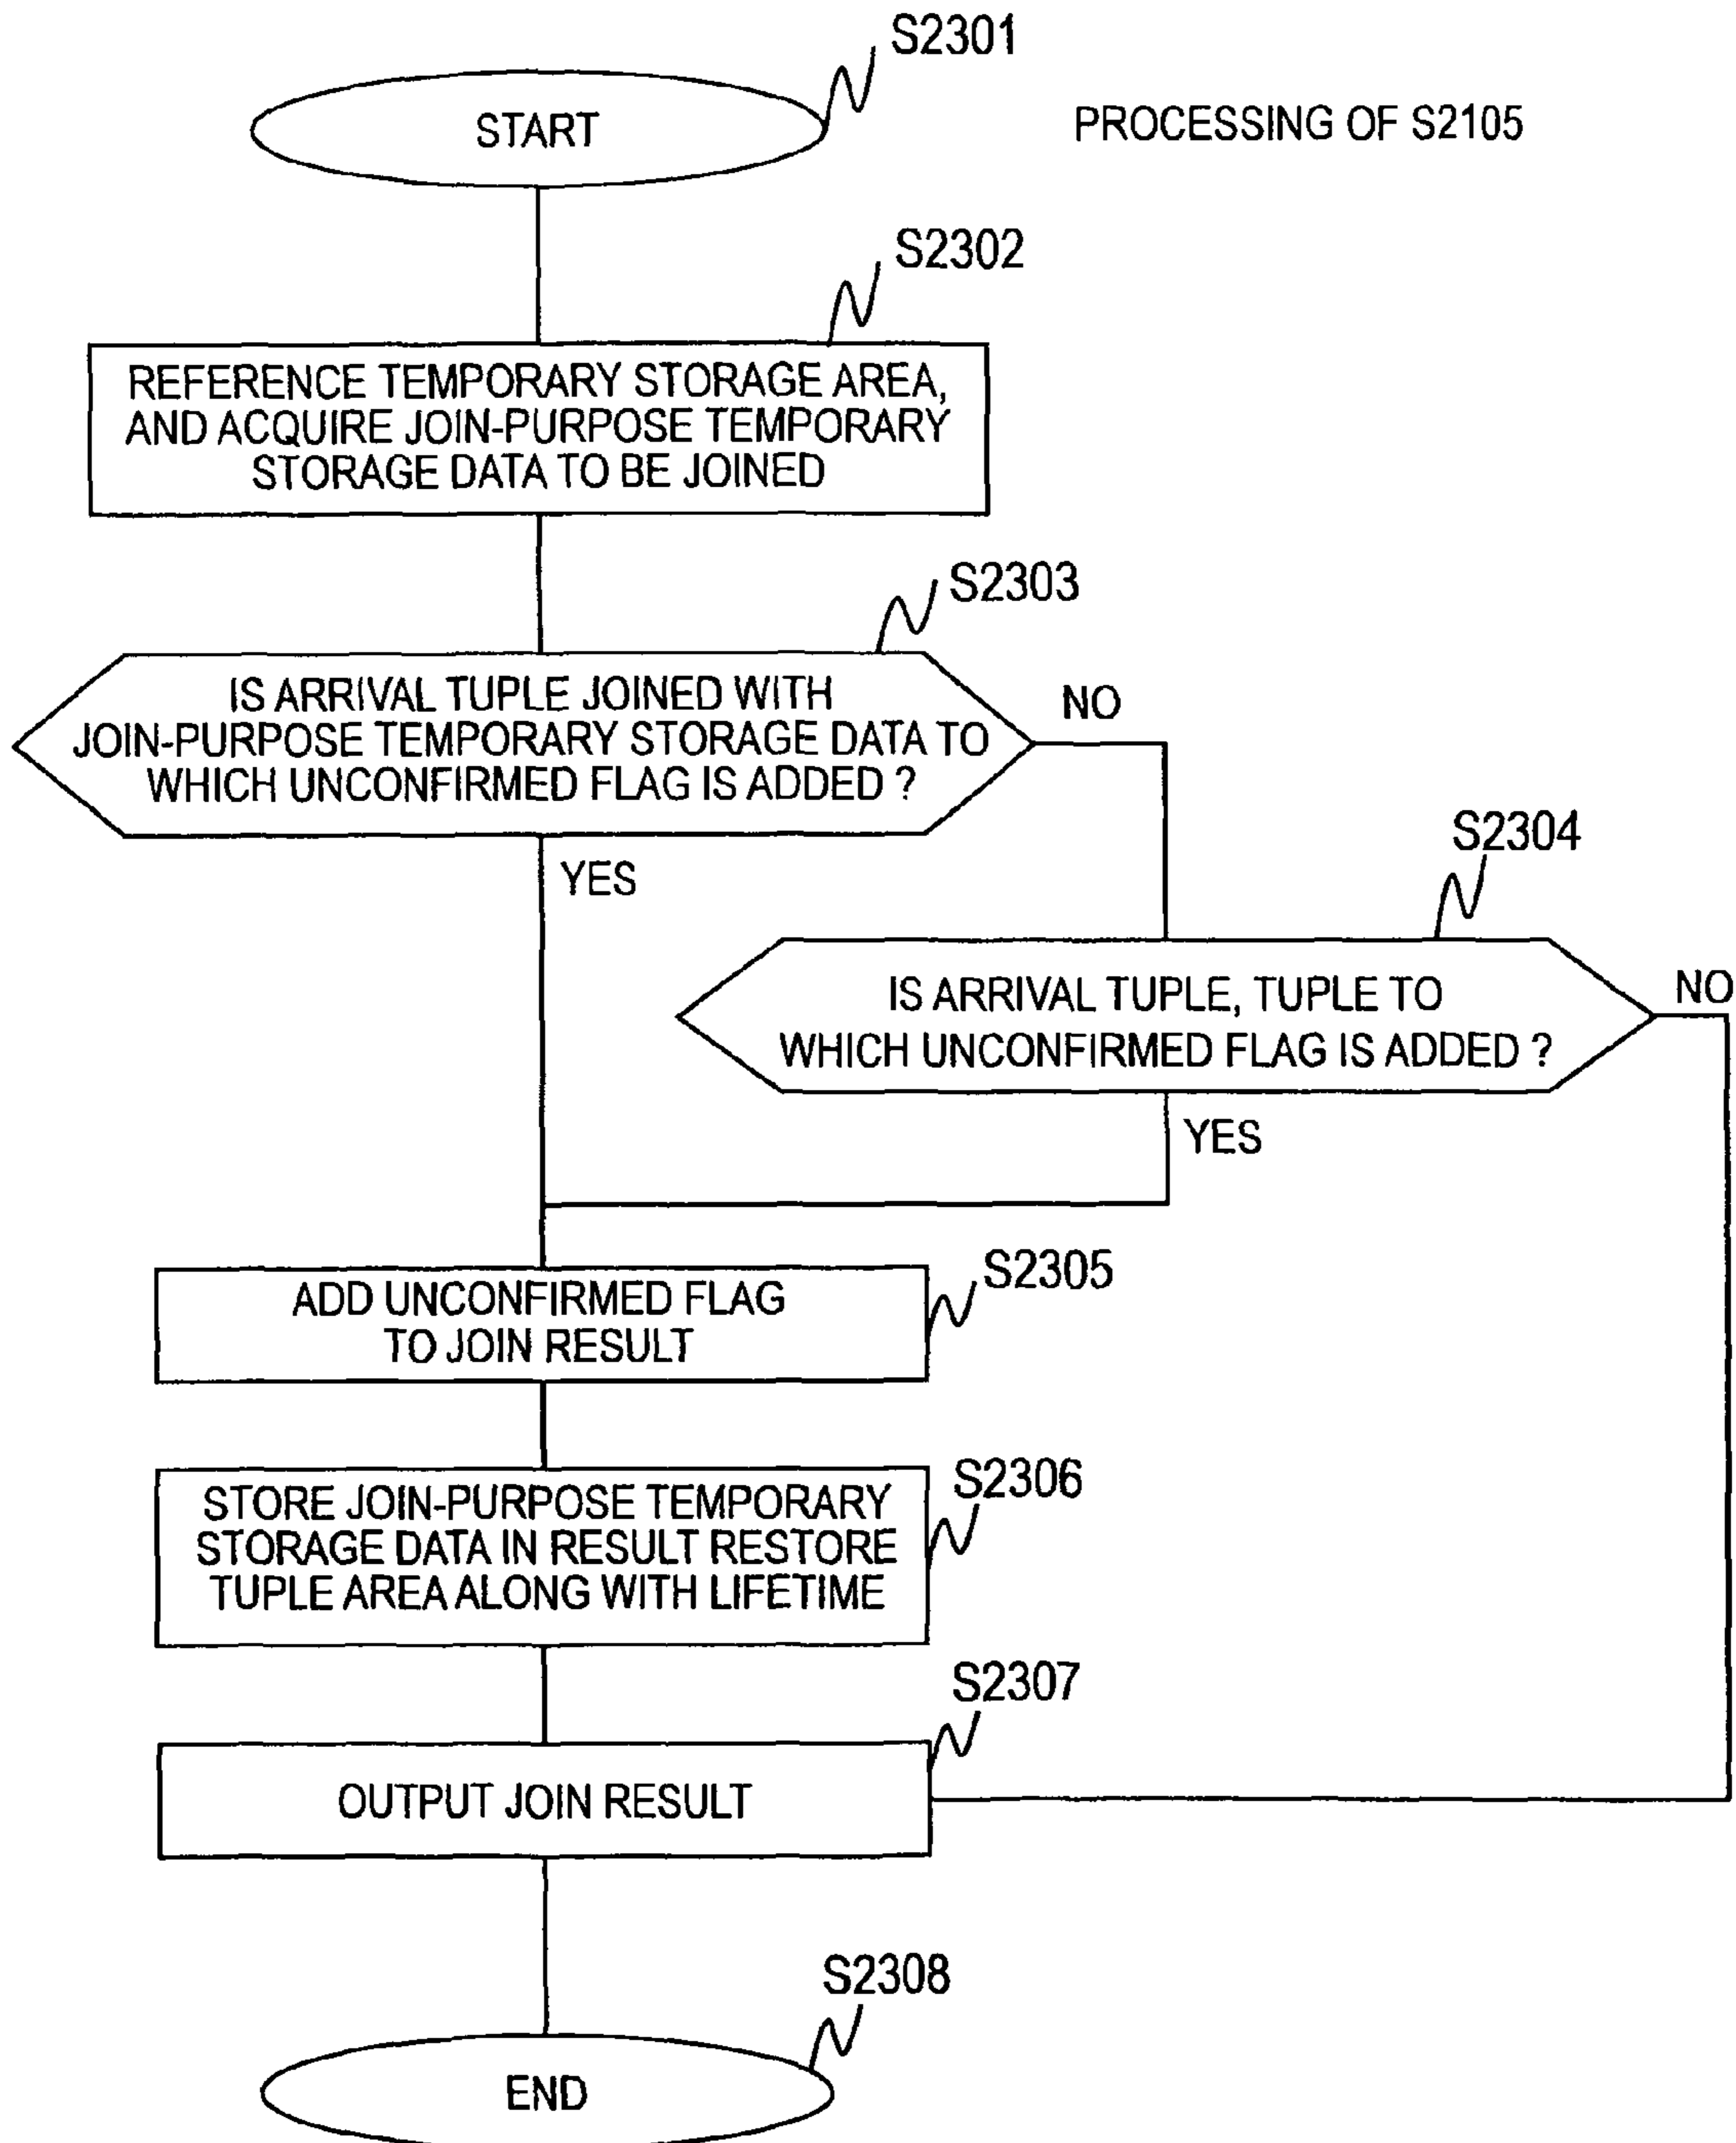 S2301
START
PROCESSING OF S2105
S2302
REFERENCE TEMPORARY STORAGE AREA,
AND ACQUIRE JOIN-PURPOSE TEMPORARY
STORAGE DATA TO BE JOINED
S2303
IS ARRIVAL TUPLE JOINED WITH
JOIN-PURPOSE TEMPORARY STORAGE DATA TO
WHICH UNCONFIRMED FLAG IS ADDED ?
NO
YES
S2304
IS ARRIVAL TUPLE, TUPLE TO
WHICH UNCONFIRMED FLAG IS ADDED ?
NO
YES
S2305
ADD UNCONFIRMED FLAG
TO JOIN RESULT
S2306
STORE JOIN-PURPOSE TEMPORARY
STORAGE DATA IN RESULT RESTORE
TUPLE AREA ALONG WITH LIFETIME
S2307
OUTPUT JOIN RESULT
S2308
END